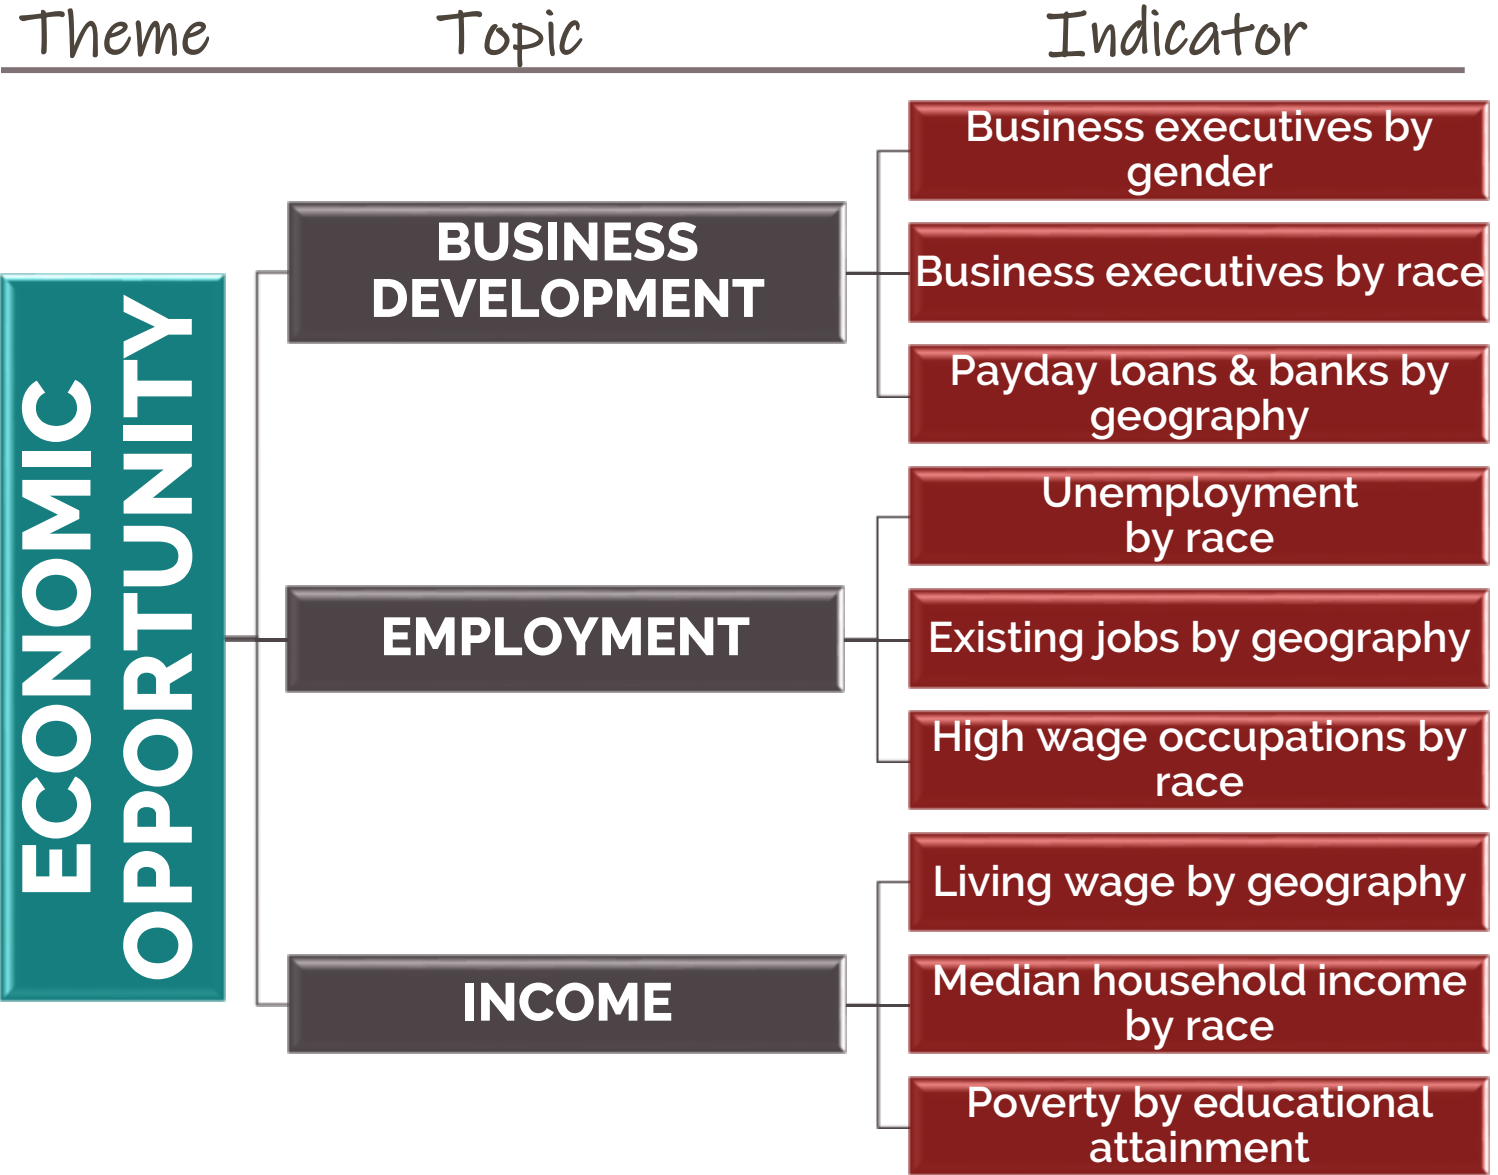 Theme Topic Indicator
ECONOMIC
OPPORTUNITY
BUSINESS
DEVELOPMENT
Business executives by
gender
Business executives by race
Payday loans & banks by
geography
EMPLOYMENT
Unemployment
by race
Existing jobs by geography
High wage occupations by
race
INCOME
Living wage by geography
Median household income
by race
Poverty by educational
attainment